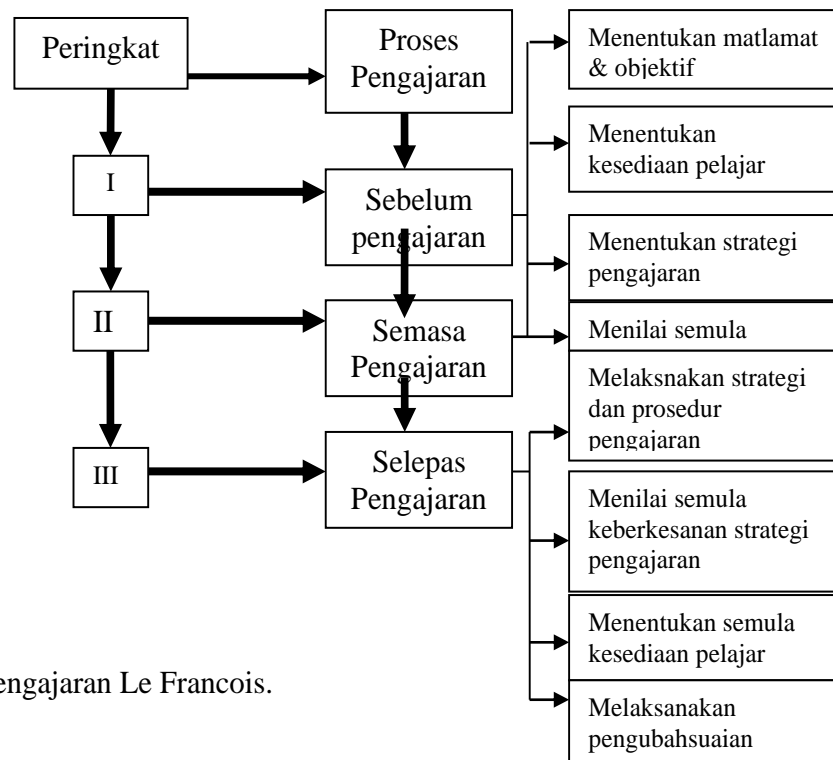 Peringkat
Proses
Pengajaran
I
Sebelum
pengajaran
II
Semasa
Pengajaran
III
Selepas
Pengajaran
Menentukan matlamat
& objektif
Menentukan
kesediaan pelajar
Menentukan strategi
pengajaran
Menilai semula
Melaksnakan strategi
dan prosedur
pengajaran
Menilai semula
keberkesanan strategi
pengajaran
Menentukan semula
kesediaan pelajar
Melaksanakan
pengubahsuaian
engajaran Le Francois.